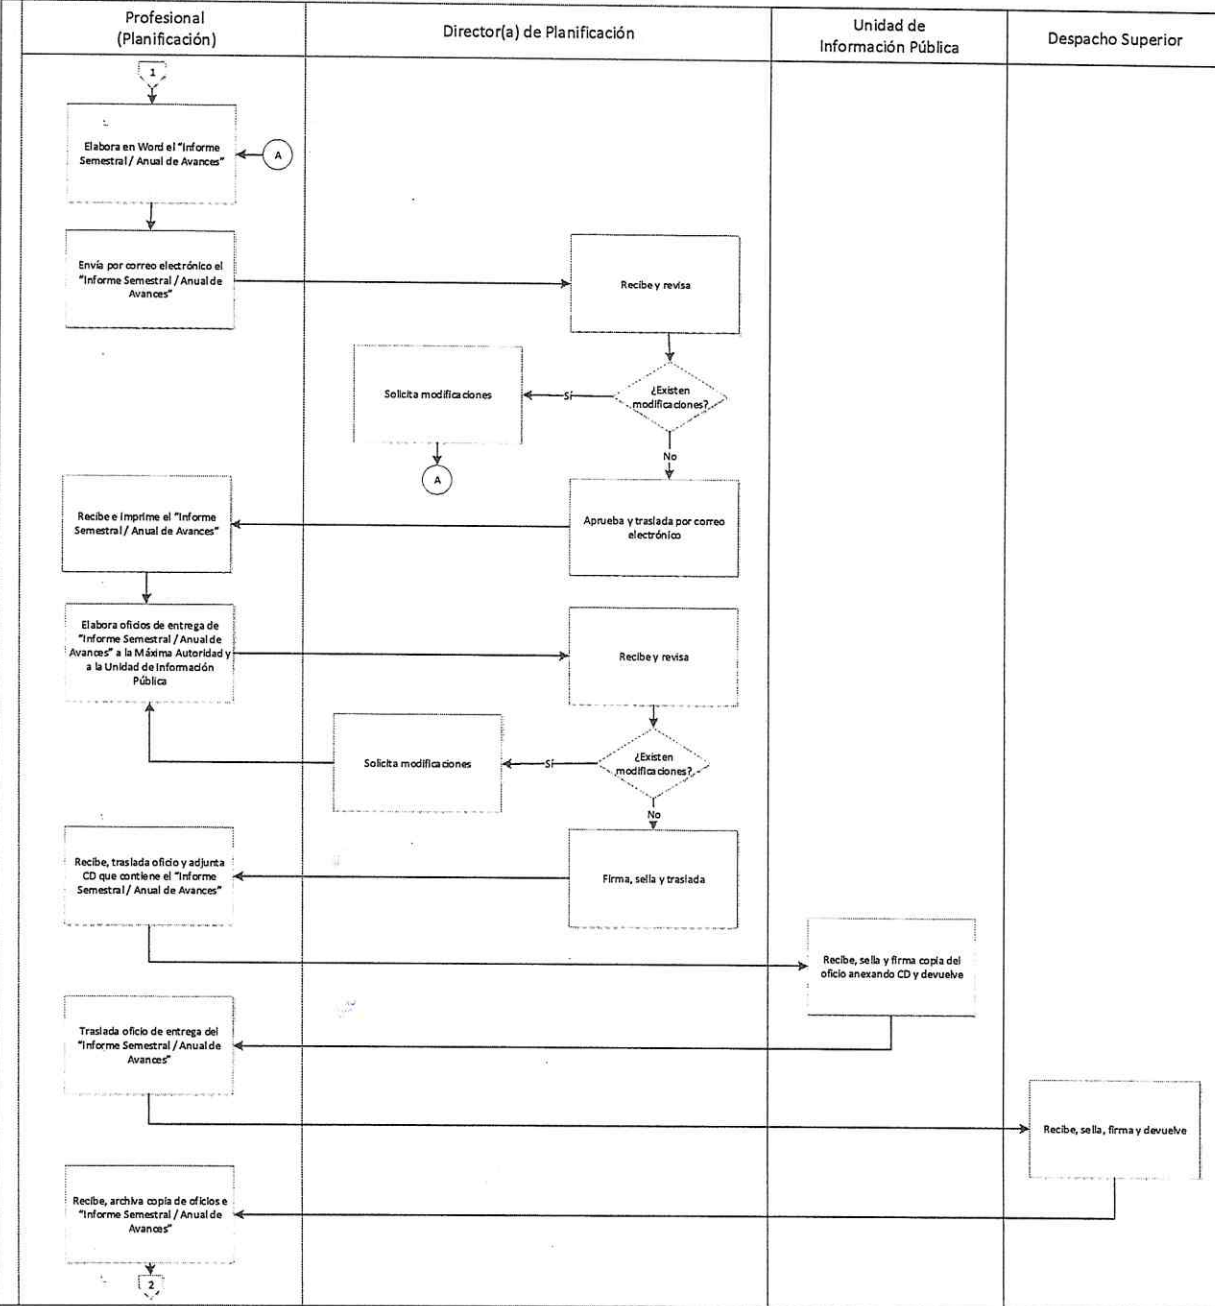 Profesional
(Planificación)
Director(a) de Planificación
Unidad de
Información Pública
Despacho Superior
1
Elabora en Word el "Informe
Semestral / Anual de Avances"
A
Envía por correo electrónico el
"Informe Semestral / Anual de
Avances"
Recibe y revisa
¿Existen
modificaciones?
Sí
Solicita modificaciones
A
No
Aprueba y traslada por correo
electrónico
Recibe e imprime el "Informe
Semestral / Anual de Avances"
Elabora oficios de entrega de
"Informe Semestral / Anual de
Avances" a la Máxima Autoridad y
a la Unidad de Información
Pública
Recibe y revisa
¿Existen
modificaciones?
Sí
Solicita modificaciones
No
Firma, sella y traslada
Recibe, traslada oficio y adjunta
CD que contiene el "Informe
Semestral / Anual de Avances"
Recibe, sella y firma copia del
oficio anexando CD y devuelve
Traslada oficio de entrega del
"Informe Semestral / Anual de
Avances"
Recibe, sella, firma y devuelve
Recibe, archiva copia de oficios e
"Informe Semestral / Anual de
Avances"
2